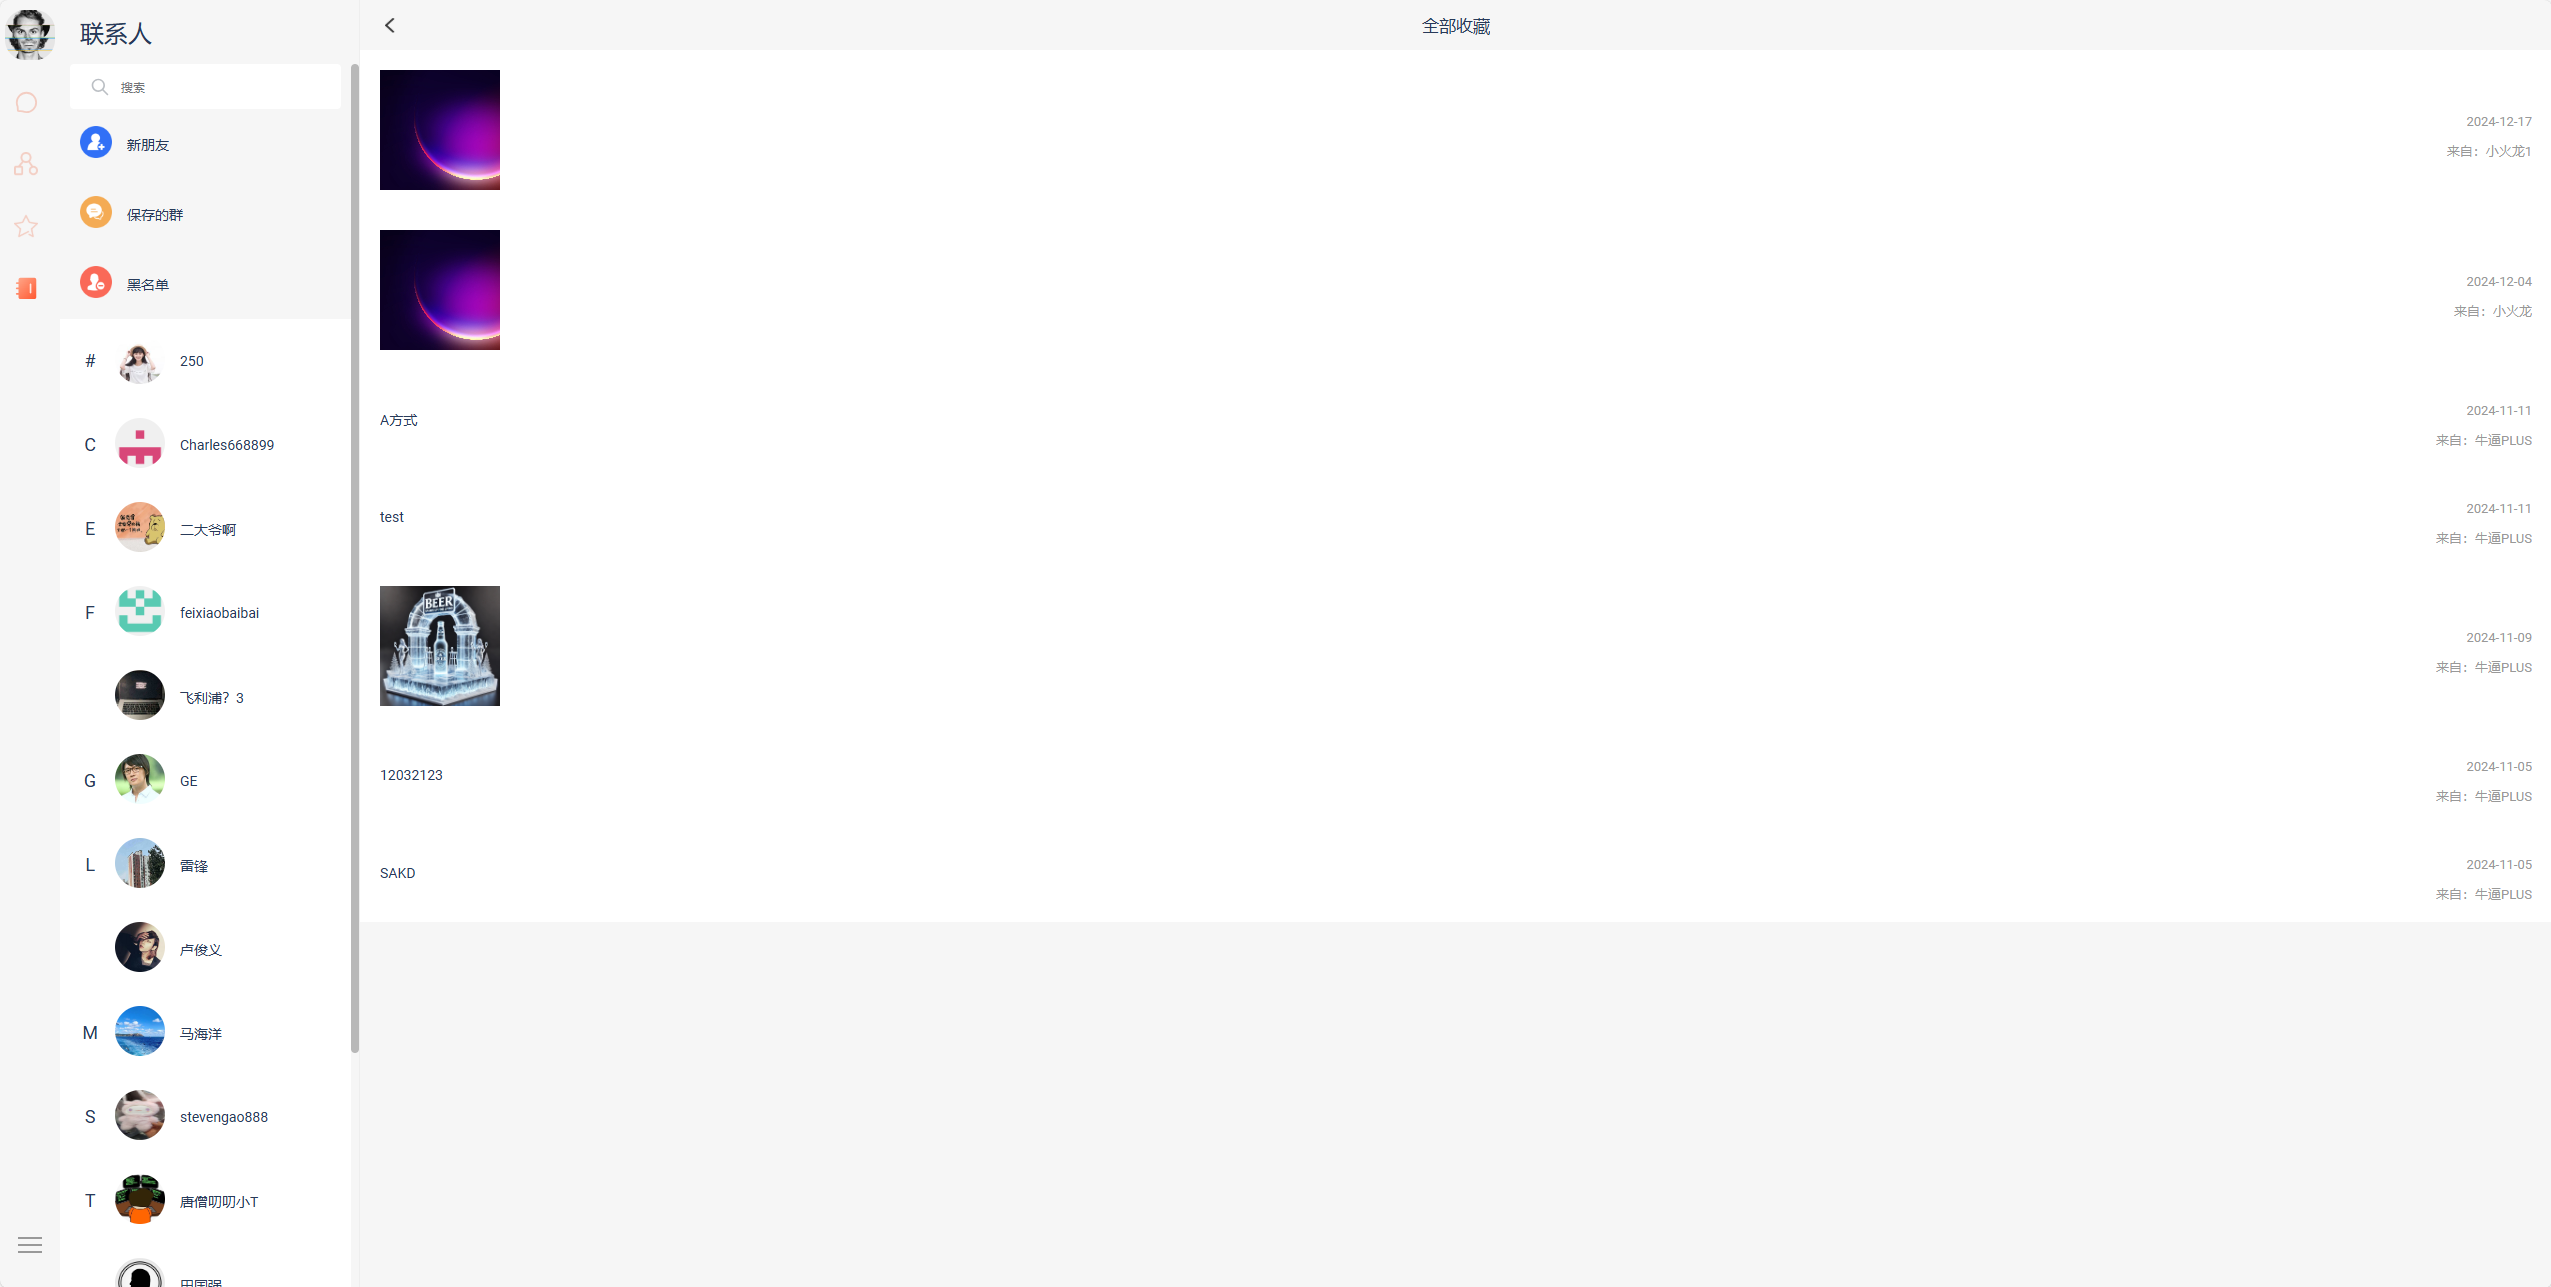 联系人
搜索
新朋友
保存的群
黑名单
# 250
C Charles668899
E 二大爷啊
F feixiaobaibai
飞利浦？3
G GE
L 雷锋
卢俊义
M 马海洋
S stevengao888
T 唐僧叨叨小T
田国强
全部收藏
2024-12-17
来自：小火龙1
2024-12-04
来自：小火龙
A方式
2024-11-11
来自：牛逼PLUS
test
2024-11-11
来自：牛逼PLUS
BEER
2024-11-09
来自：牛逼PLUS
12032123
2024-11-05
来自：牛逼PLUS
SAKD
2024-11-05
来自：牛逼PLUS